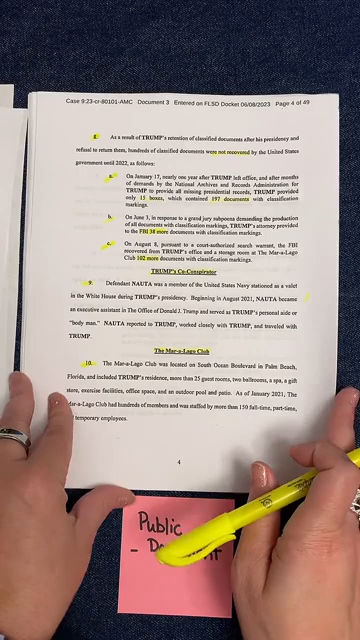 Case 9:23-cr-80101-AMC Document 3 Entered on FLSD Docket 06/08/2023 Page 4 of 49
g. As a result of TRUMP's retention of classified documents after his presidency and
refusal to return them, hundreds of classified documents were not recovered by the United States
government until 2022, as follows:
a. On January 17, nearly one year after TRUMP left office, and after months
of demands by the National Archives and Records Administration for
TRUMP to provide all missing presidential records, TRUMP provided
only 15 boxes, which contained 197 documents with classification
markings.
b. On June 3, in response to a grand jury subpoena demanding the production
of all documents with classification markings, TRUMP's attorney provided
to the FBI 38 more documents with classification markings.
c. On August 8, pursuant to a court-authorized search warrant, the FBI
recovered from TRUMP's office and a storage room at The Mar-a-Lago
Club 102 more documents with classification markings.
TRUMP's Co-Conspirator
9. Defendant NAUTA was a member of the United States Navy stationed as a valet
in the White House during TRUMP's presidency. Beginning in August 2021, NAUTA became
an executive assistant in The Office of Donald J. Trump and served as TRUMP's personal aide or
"body man." NAUTA reported to TRUMP, worked closely with TRUMP, and traveled with
TRUMP.
The Mar-a-Lago Club
10. The Mar-a-Lago Club was located on South Ocean Boulevard in Palm Beach,
Florida, and included TRUMP's residence, more than 25 guest rooms, two ballrooms, a spa, a gift
store, exercise facilities, office space, and an outdoor pool and patio. As of January 2021, The
Mar-a-Lago Club had hundreds of members and was staffed by more than 150 full-time, part-time,
temporary employees.
4
Public